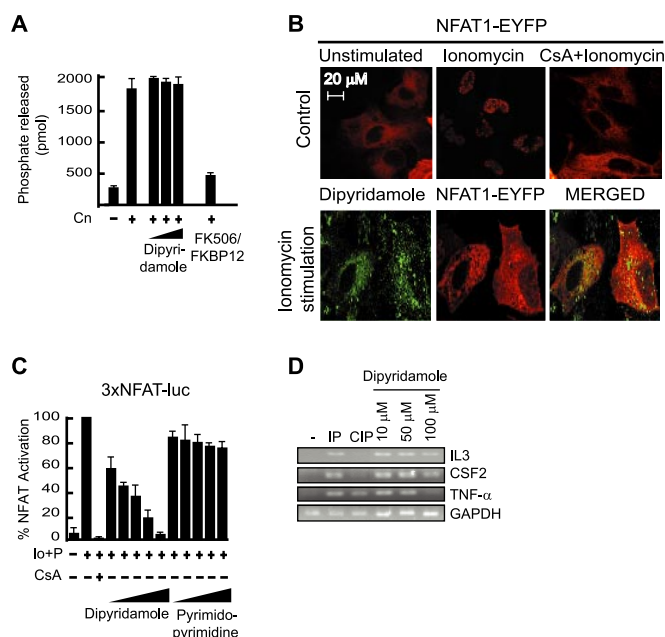 A
Phosphate released
(pmol)
2000
1500
1000
500
Cn
− + + + + +
Dipyri-
damole
FK506/
FKBP12
B
NFAT1-EYFP
Unstimulated Ionomycin CsA+Ionomycin
20 µM
Control
Dipyridamole NFAT1-EYFP MERGED
Ionomycin
stimulation
C
3xNFAT-luc
% NFAT Activation
100
80
60
40
20
0
Io+P − + + + + + + + + + + + +
CsA − − + − − − − − − − − − −
Dipyridamole
Pyrimido-
pyrimidine
D
Dipyridamole
- IP CIP 10 µM 50 µM 100 µM
IL3
CSF2
TNF-α
GAPDH